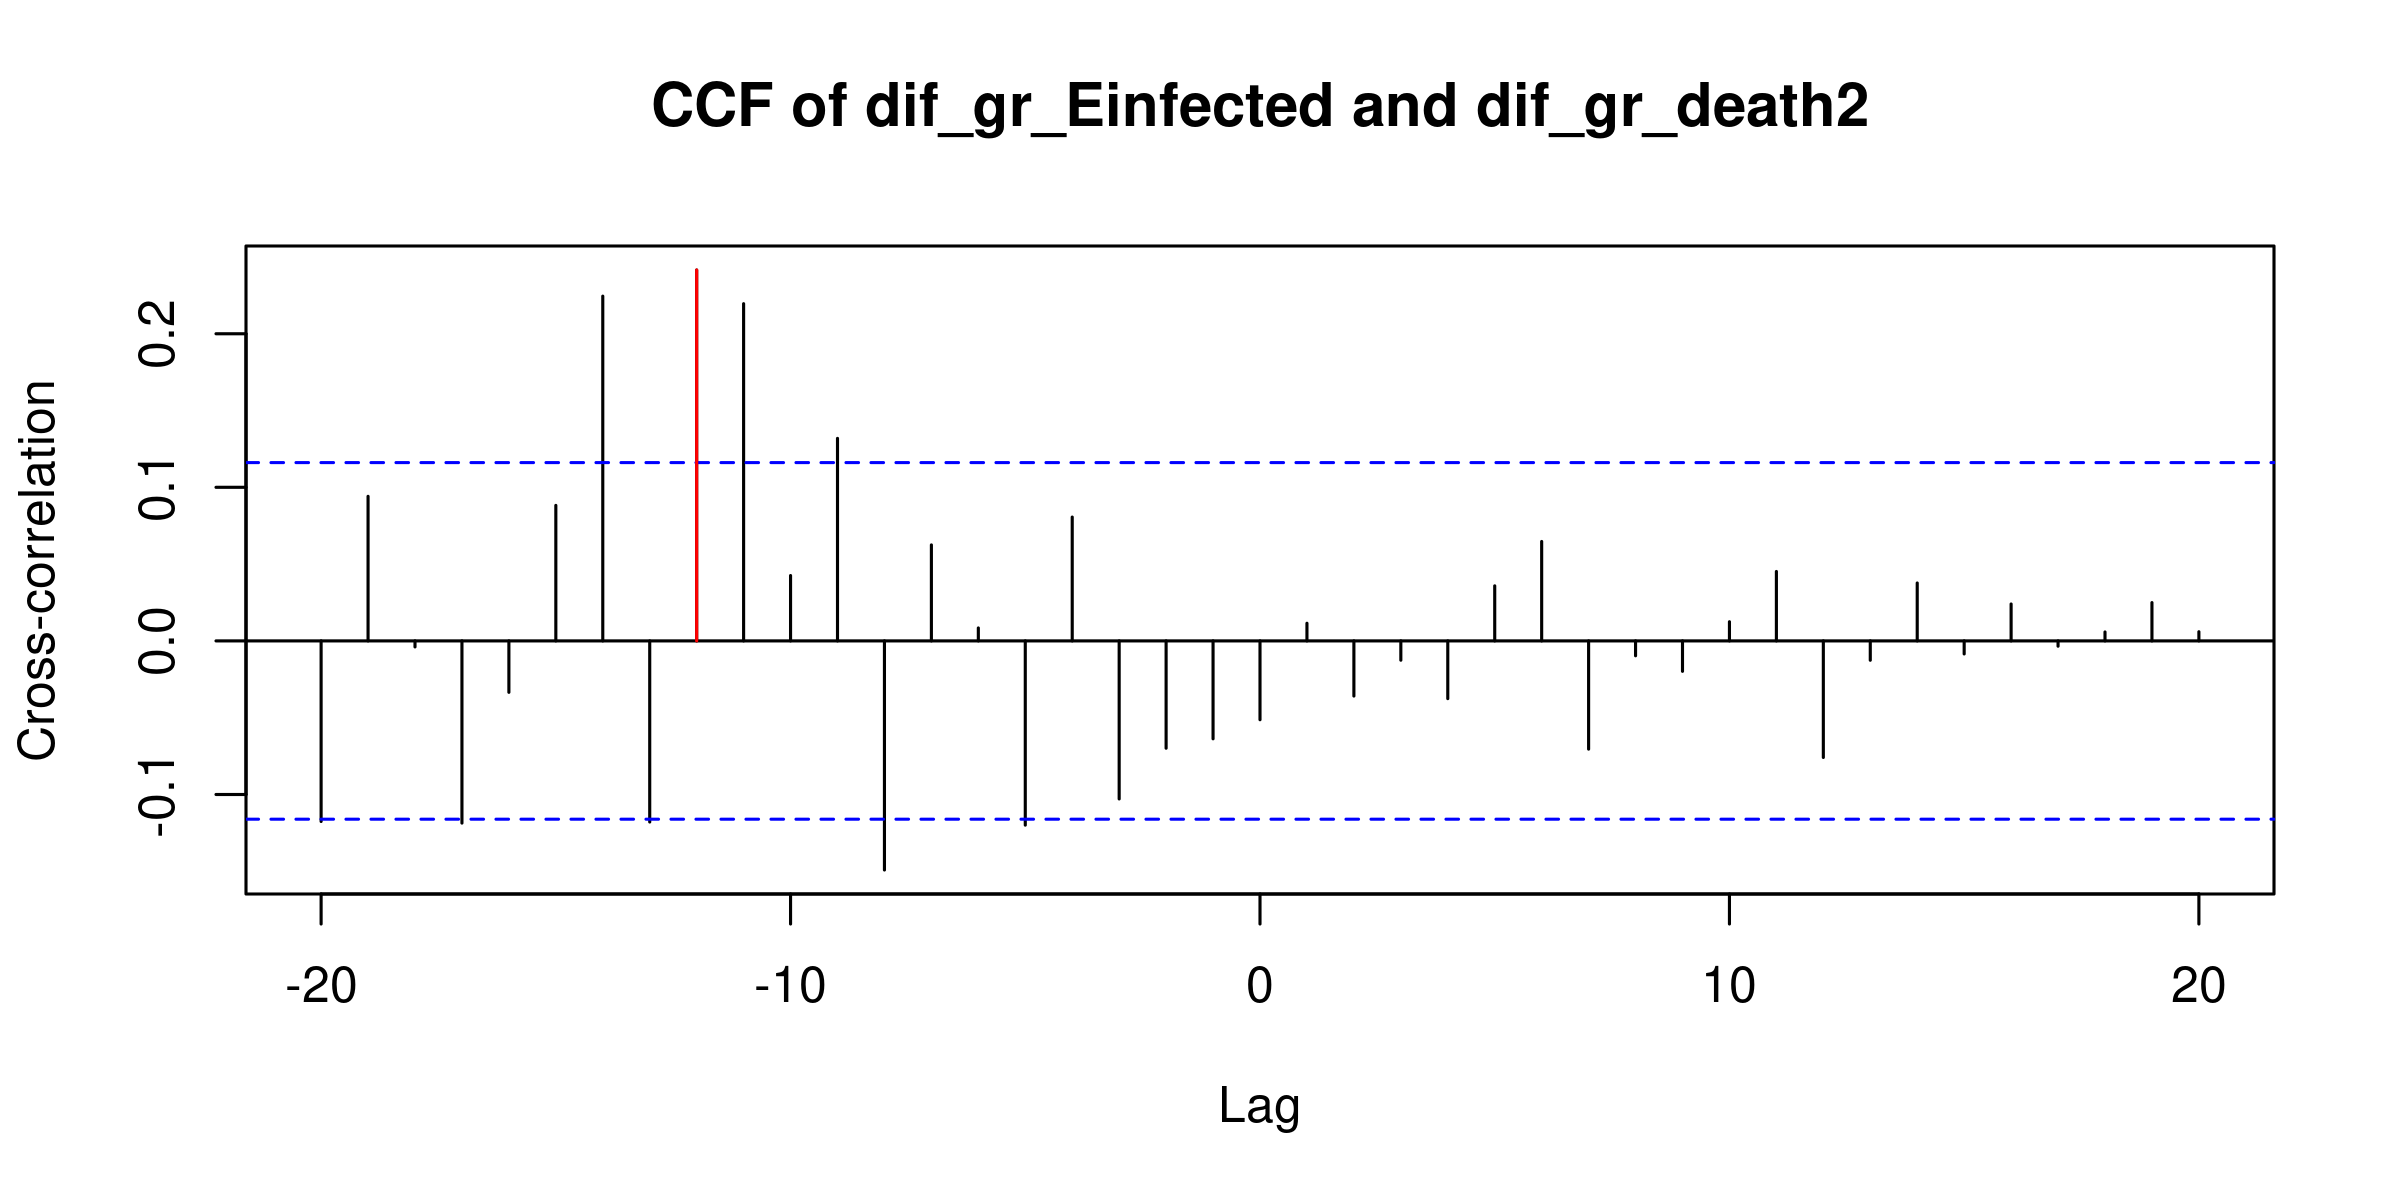 CCF of dif_gr_Einfected and dif_gr_death2
Cross-correlation
0.2
0.1
0.0
-0.1
-20 -10 0 10 20
Lag